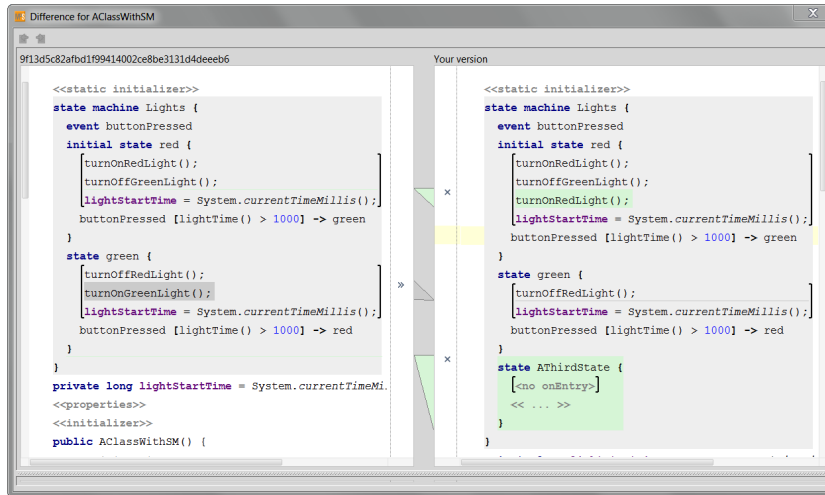 Difference for AClassWithSM
9f13d5c82afbd1f99414002ce8be3131d4deeeb6
<<static initializer>>
state machine Lights {
event buttonPressed
initial state red {
turnOnRedLight();
turnOffGreenLight();
lightStartTime = System.currentTimeMillis();
buttonPressed [lightTime() > 1000] -> green
}
state green {
turnOffRedLight();
turnOnGreenLight();
lightStartTime = System.currentTimeMillis();
buttonPressed [lightTime() > 1000] -> red
}
}
private long lightStartTime = System.currentTimeMi.
<<properties>>
<<initializer>>
public AClassWithSM() {
»
Your version
<<static initializer>>
state machine Lights {
event buttonPressed
initial state red {
turnOnRedLight();
turnOffGreenLight();
turnOnRedLight();
lightStartTime = System.currentTimeMillis();
buttonPressed [lightTime() > 1000] -> green
}
state green {
turnOffRedLight();
lightStartTime = System.currentTimeMillis();
buttonPressed [lightTime() > 1000] -> red
}
state AThirdState {
[<no onEntry>]
<< ... >>
}
}